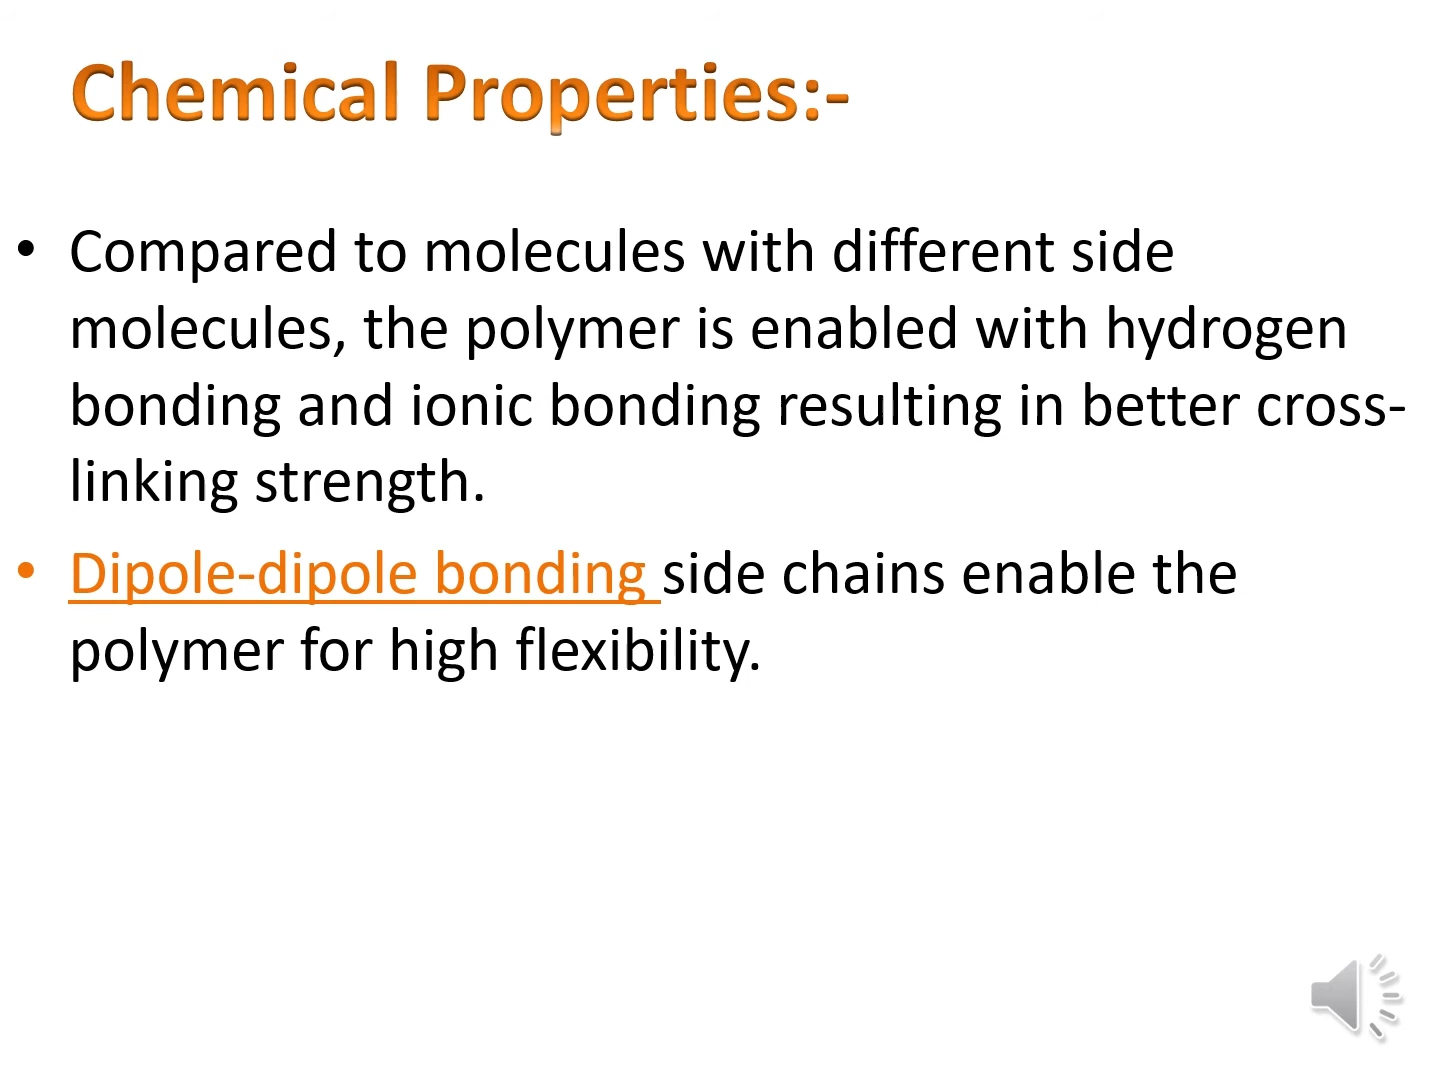 Chemical Properties:-
• Compared to molecules with different side
molecules, the polymer is enabled with hydrogen
bonding and ionic bonding resulting in better cross-
linking strength.
• Dipole-dipole bonding side chains enable the
polymer for high flexibility.